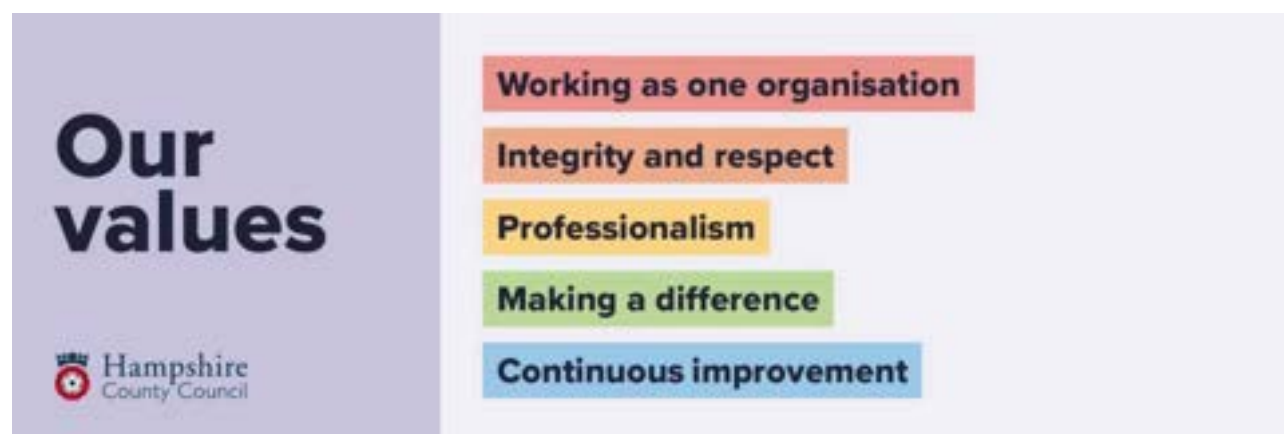 Our
values
Hampshire
County Council
Working as one organisation
Integrity and respect
Professionalism
Making a difference
Continuous improvement